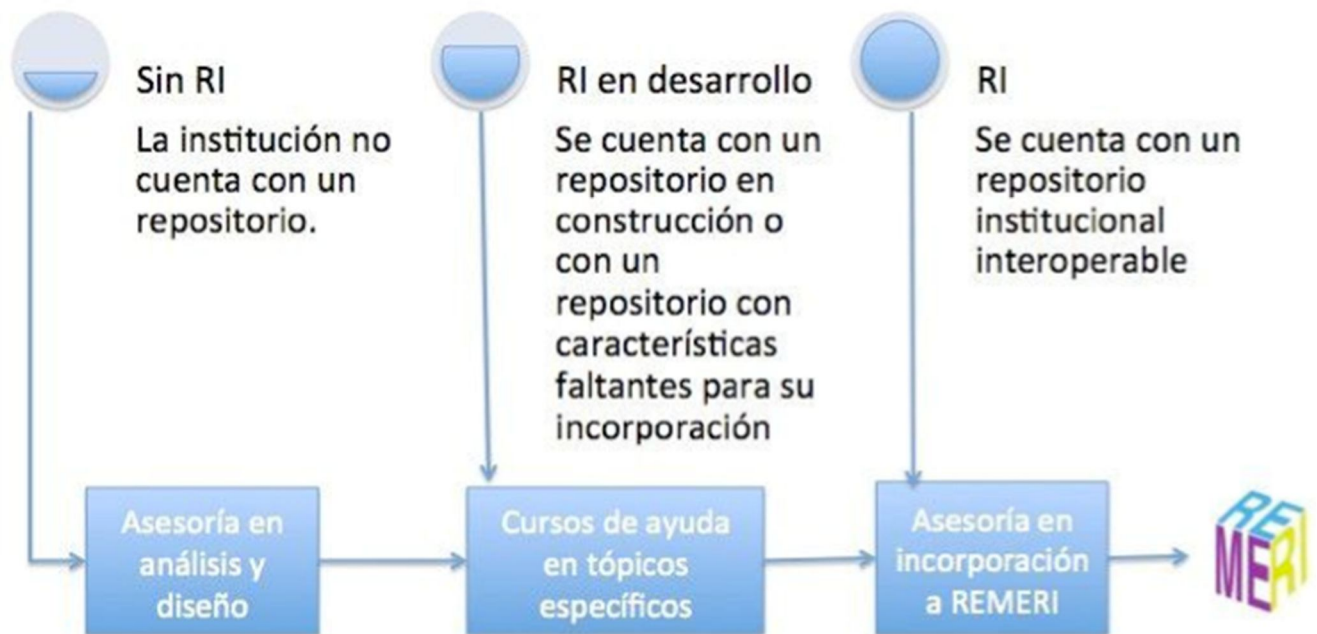 Sin RI
La institución no
cuenta con un
repositorio.
RI en desarrollo
Se cuenta con un
repositorio en
construcción o
con un
repositorio con
características
faltantes para su
incorporación
RI
Se cuenta con un
repositorio
institucional
interoperable
Asesoría en
análisis y
diseño
Cursos de ayuda
en tópicos
específicos
Asesoría en
incorporación
a REMERI
RE
MERI